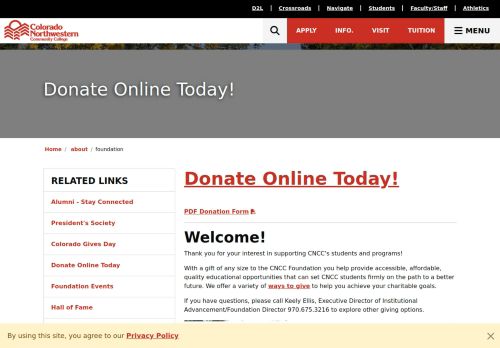 D2L | Crossroads | Navigate | Students | Faculty/Staff | Athletics
Colorado
Northwestern
Community College
APPLY INFO. VISIT TUITION MENU
Donate Online Today!
Home / about / foundation
RELATED LINKS
Alumni - Stay Connected
President's Society
Colorado Gives Day
Donate Online Today
Foundation Events
Hall of Fame
Donate Online Today!
PDF Donation Form
Welcome!
Thank you for your interest in supporting CNCC's students and programs!
With a gift of any size to the CNCC Foundation you help provide accessible, affordable,
quality educational opportunities that can set CNCC students firmly on the path to a better
future. We offer a variety of ways to give to help you achieve your charitable goals.
If you have questions, please call Keely Ellis, Executive Director of Institutional
Advancement/Foundation Director 970.675.3216 to explore other giving options.
By using this site, you agree to our Privacy Policy